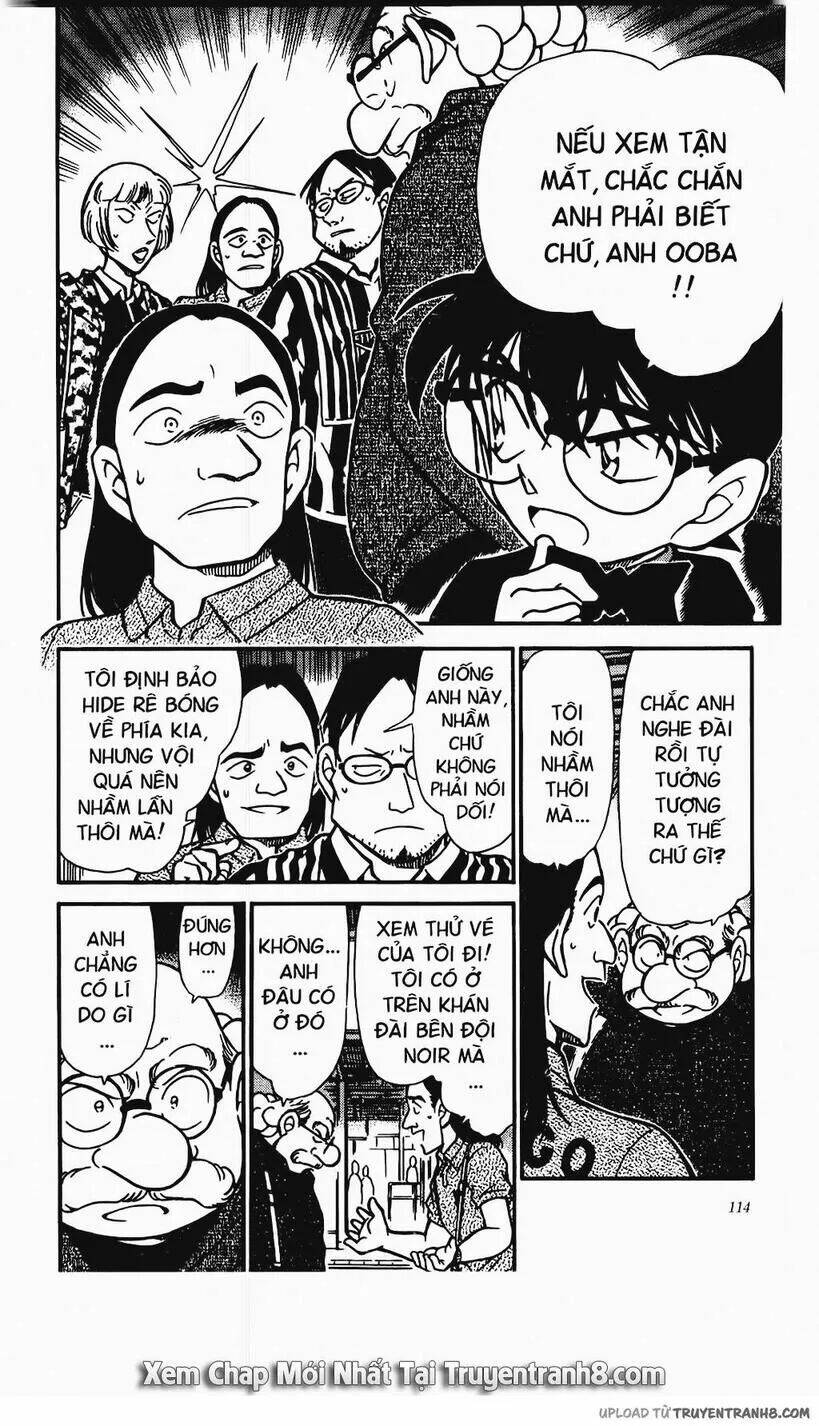 NẾU XEM TẬN
MẮT, CHẮC CHẮN
ANH PHẢI BIẾT
CHỨ, ANH OOBA
!!
CHẮC ANH
NGHE ĐÀI
RỒI TỰ
TƯỞNG
TƯỢNG
RA THẾ
CHỨ GÌ?
TÔI
NÓI
NHẦM
THÔI
MÀ...
GIỐNG
ANH NÀY,
NHẦM
CHỨ
KHÔNG
PHẢI NÓI
DỐI!
TÔI ĐỊNH BẢO
HIDE RÊ BÓNG
VỀ PHÍA KIA,
NHƯNG VỘI
QUÁ NÊN
NHẦM LẪN
THÔI MÀ!
GO
XEM THỬ VÉ
CỦA TÔI ĐI!
TÔI CÓ Ở
TRÊN KHÁN
ĐÀI BÊN ĐỘI
NOIR MÀ
...
KHÔNG...
ANH
ĐÂU CÓ
Ở ĐÓ
...
ĐÚNG
HƠN
...
ANH
CHẲNG
CÓ LÍ
DO GÌ
...
114
Xem Chap Mới Nhất Tại Truyentranh8.com
UPLOAD TỪ TRUYENTRANH8.COM